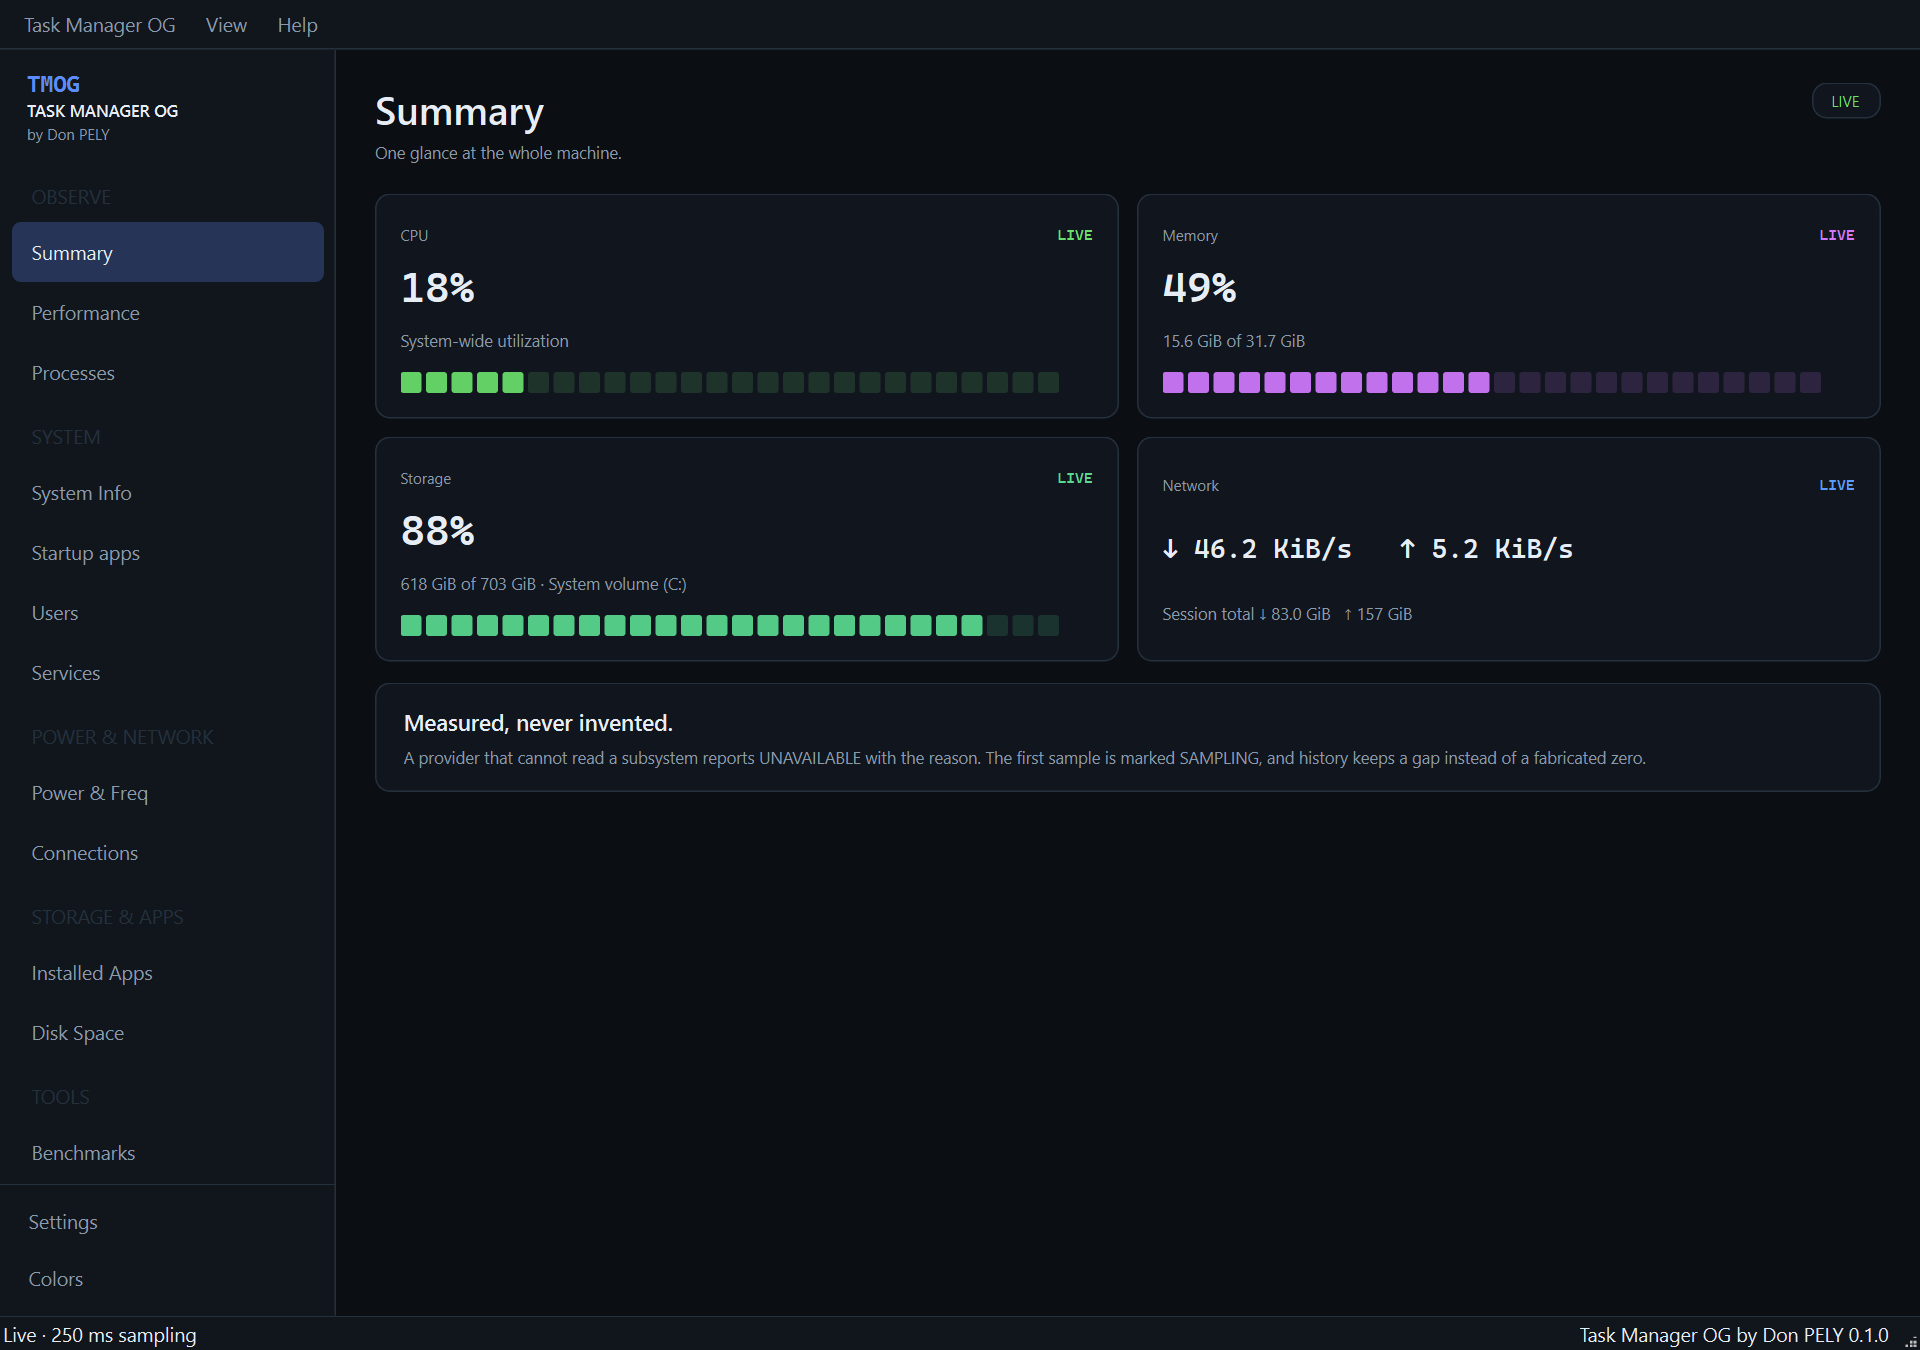 Task Manager OG View Help
TMOG
TASK MANAGER OG
by Don PELY
OBSERVE
Summary
Performance
Processes
SYSTEM
System Info
Startup apps
Users
Services
POWER & NETWORK
Power & Freq
Connections
STORAGE & APPS
Installed Apps
Disk Space
TOOLS
Benchmarks
Settings
Colors
Summary
LIVE
One glance at the whole machine.
CPU LIVE
18%
System-wide utilization
Memory LIVE
49%
15.6 GiB of 31.7 GiB
Storage LIVE
88%
618 GiB of 703 GiB · System volume (C:)
Network LIVE
↓ 46.2 KiB/s ↑ 5.2 KiB/s
Session total ↓ 83.0 GiB ↑ 157 GiB
Measured, never invented.
A provider that cannot read a subsystem reports UNAVAILABLE with the reason. The first sample is marked SAMPLING, and history keeps a gap instead of a fabricated zero.
Live · 250 ms sampling
Task Manager OG by Don PELY 0.1.0